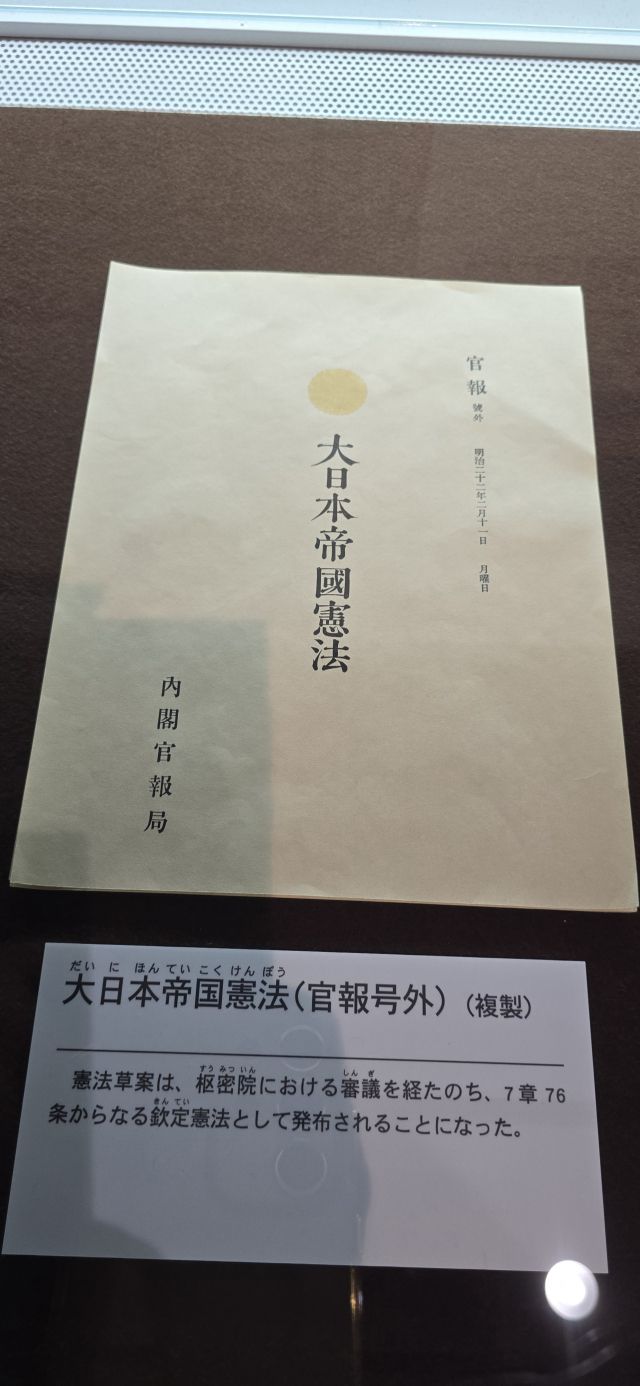 官報 號外 明治二十二年二月十一日 月曜日
大日本帝國憲法
內閣官報局
だいにほんていこくけんぽう
大日本帝国憲法（官報号外）（複製）
すうみついん しんぎ
憲法草案は、枢密院における審議を経たのち、7章76
きんてい
条からなる欽定憲法として発布されることになった。